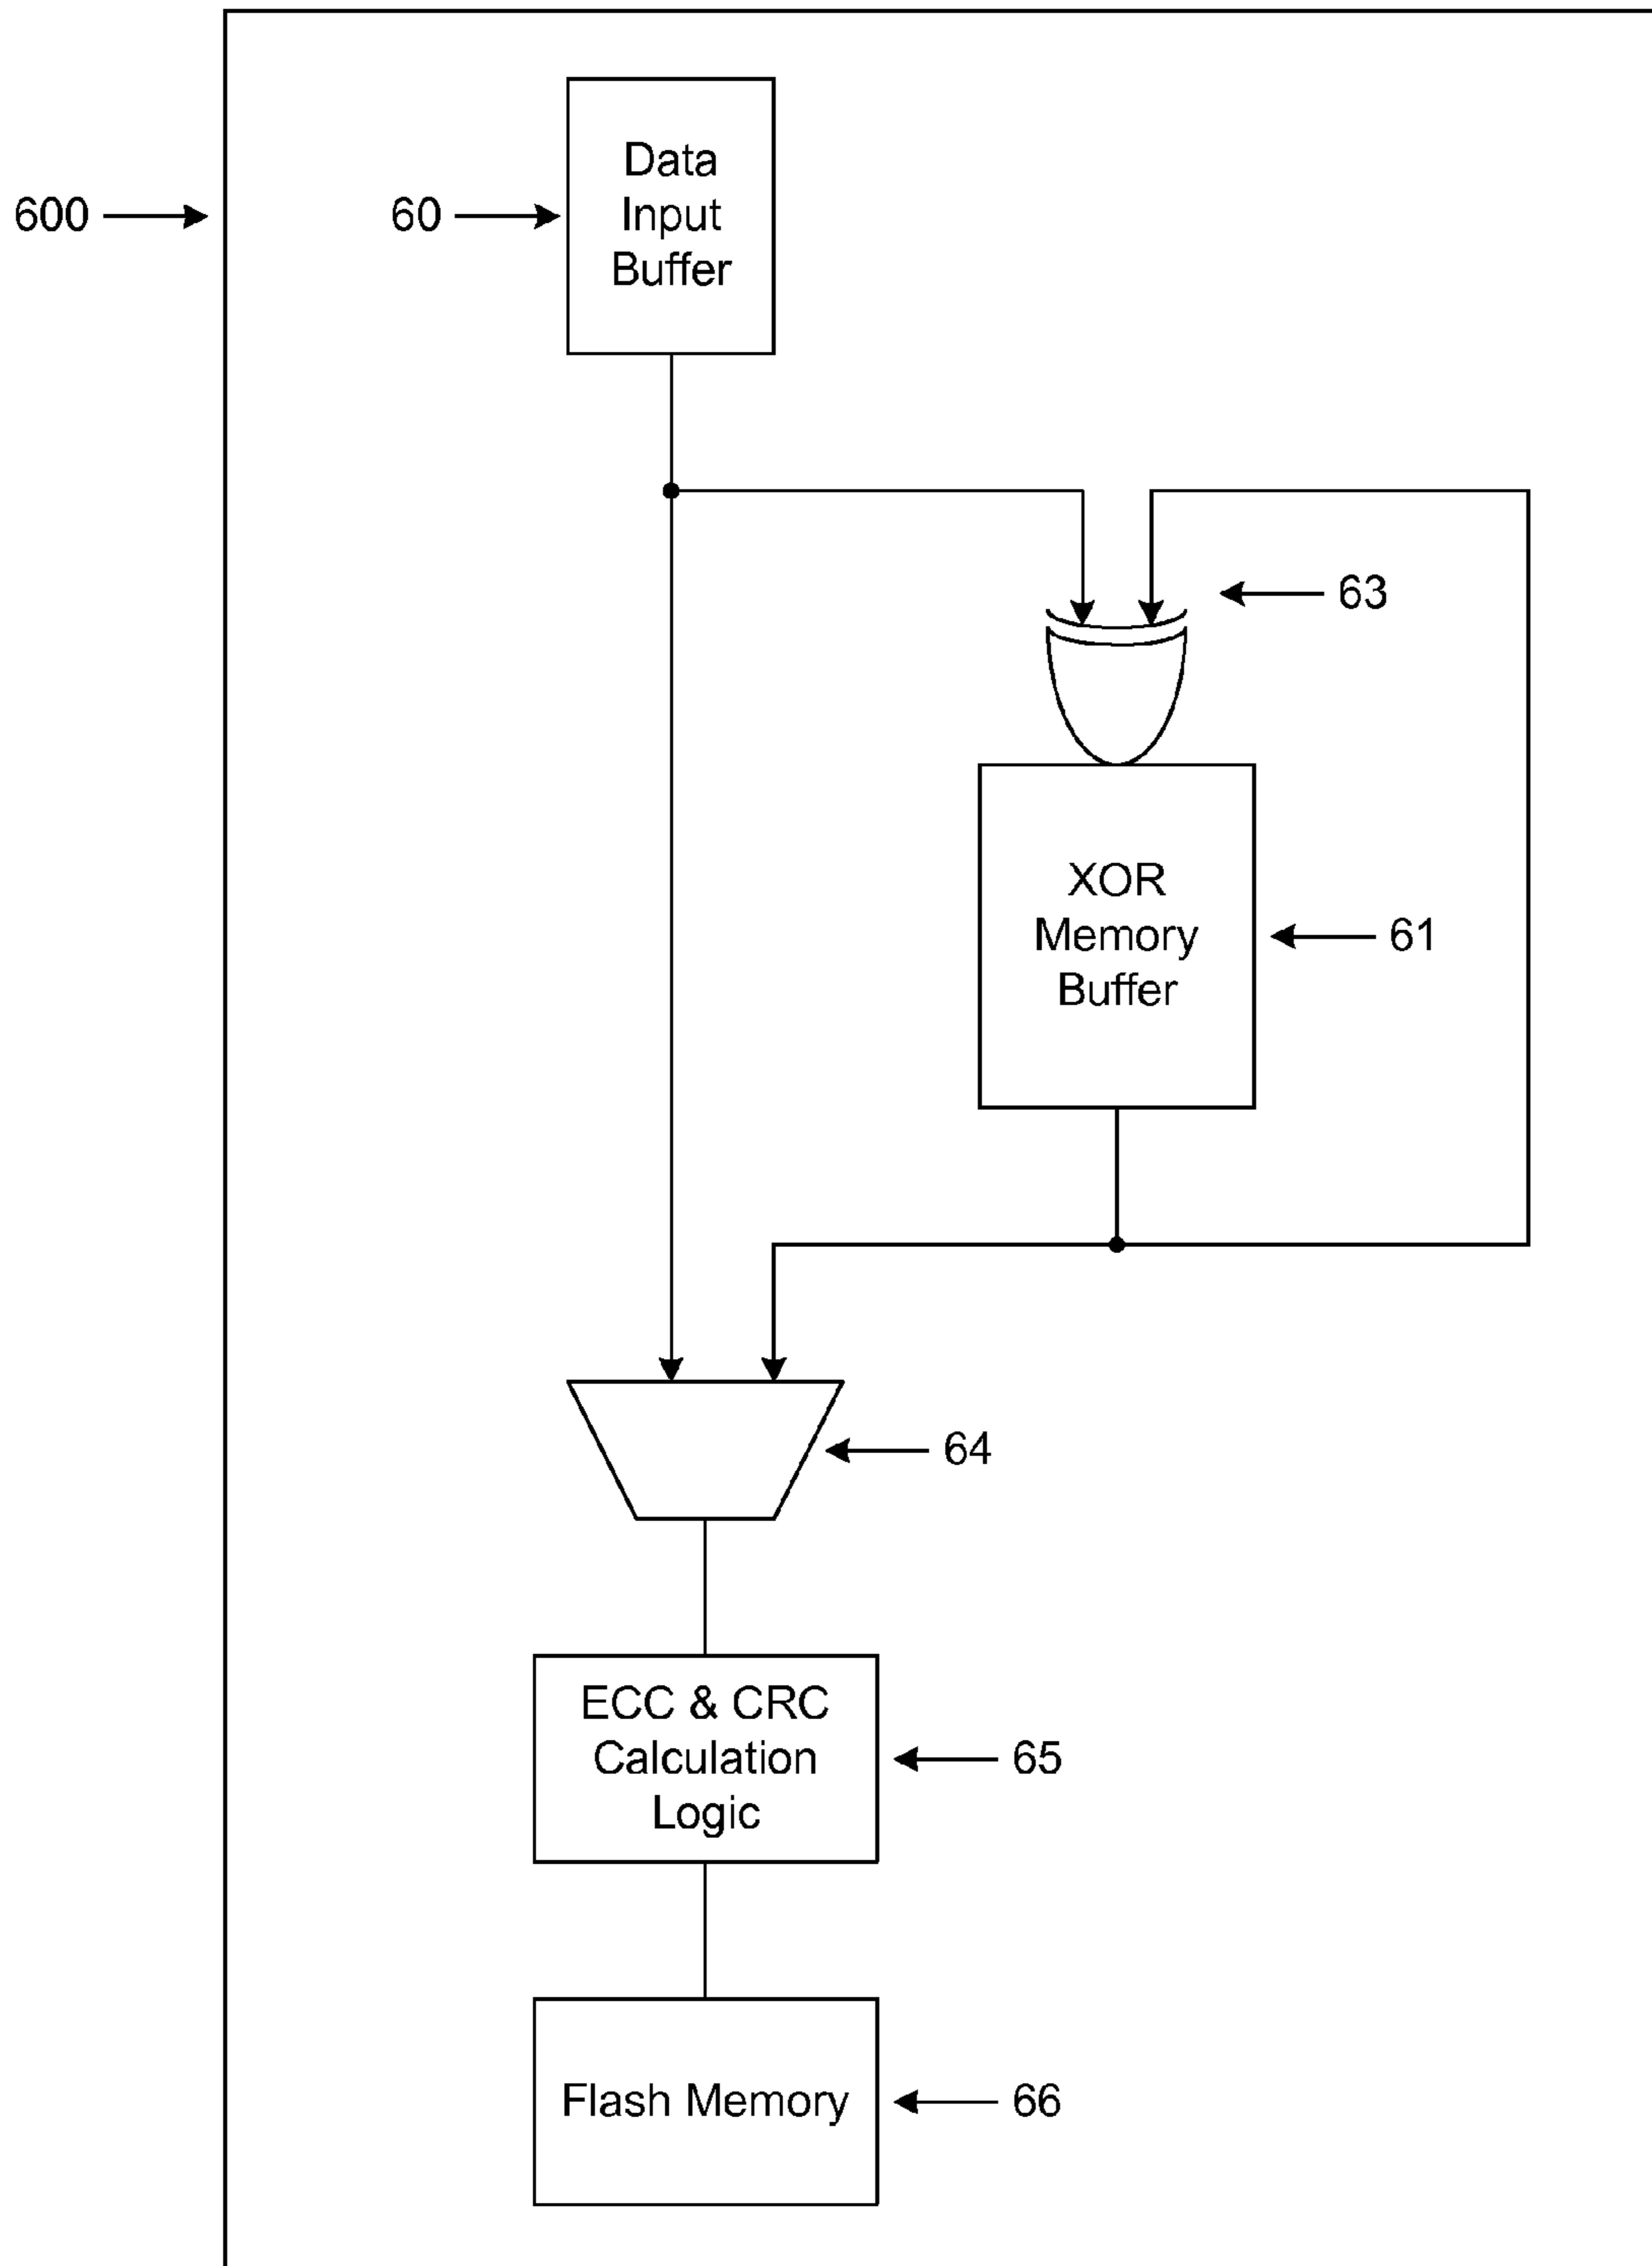 600
60
Data
Input
Buffer
63
XOR
Memory
Buffer
61
64
ECC & CRC
Calculation
Logic
65
Flash Memory
66